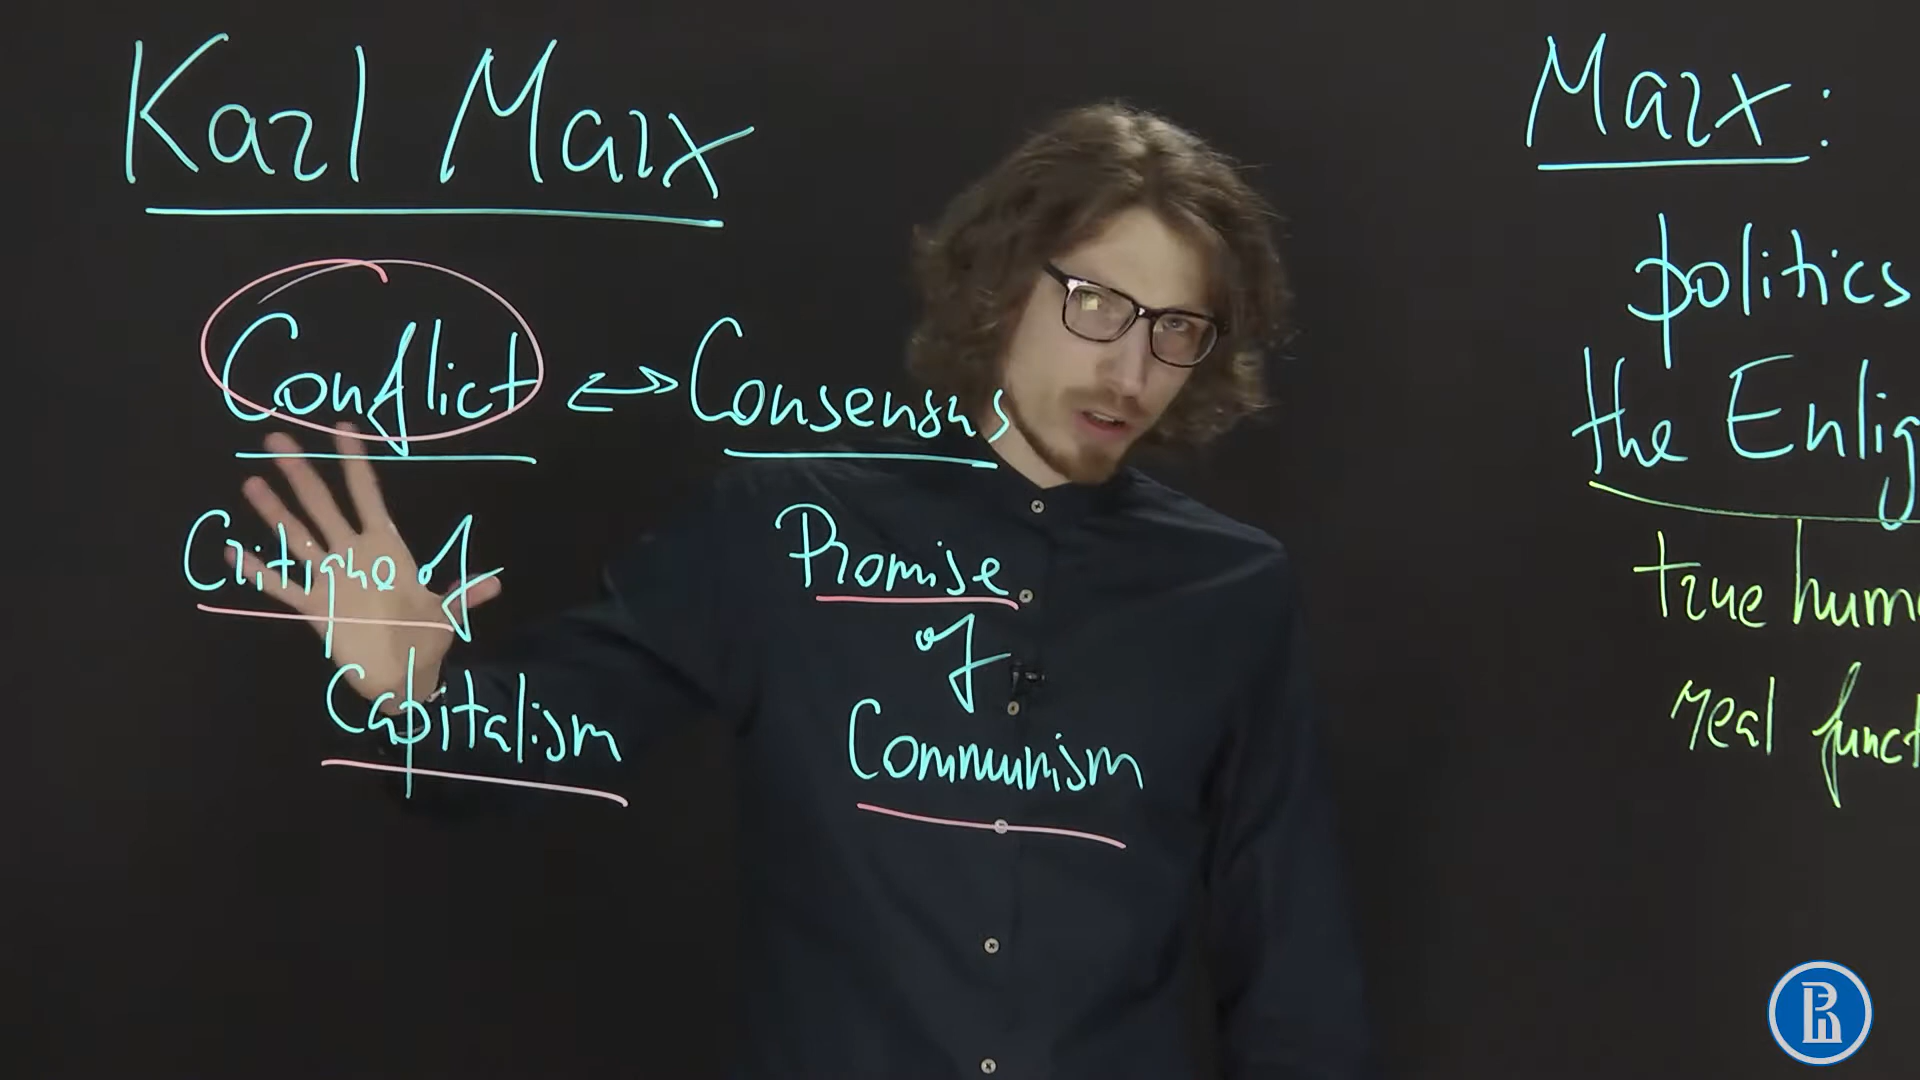 Karl Marx
Conflict ↔ Consensus
Critique of
Capitalism
Promise
of
Communism
Marx:
politics
the Enlig
true hum
real funct